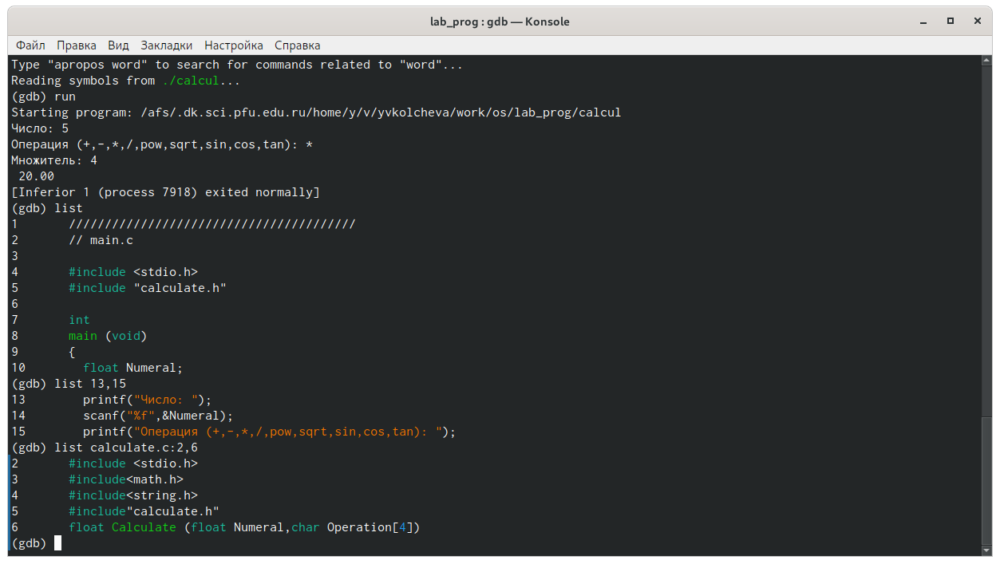 lab_prog : gdb — Konsole
Файл Правка Вид Закладки Настройка Справка
Type "apropos word" to search for commands related to "word"...
Reading symbols from ./calcul...
(gdb) run
Starting program: /afs/.dk.sci.pfu.edu.ru/home/y/v/yvkolcheva/work/os/lab_prog/calcul
Число: 5
Операция (+,-,*,/,pow,sqrt,sin,cos,tan): *
Множитель: 4
 20.00
[Inferior 1 (process 7918) exited normally]
(gdb) list
1       ////////////////////////////////////////
2       // main.c
3
4       #include <stdio.h>
5       #include "calculate.h"
6
7       int
8       main (void)
9       {
10        float Numeral;
(gdb) list 13,15
13        printf("Число: ");
14        scanf("%f",&Numeral);
15        printf("Операция (+,-,*,/,pow,sqrt,sin,cos,tan): ");
(gdb) list calculate.c:2,6
2       #include <stdio.h>
3       #include<math.h>
4       #include<string.h>
5       #include"calculate.h"
6       float Calculate (float Numeral,char Operation[4])
(gdb)